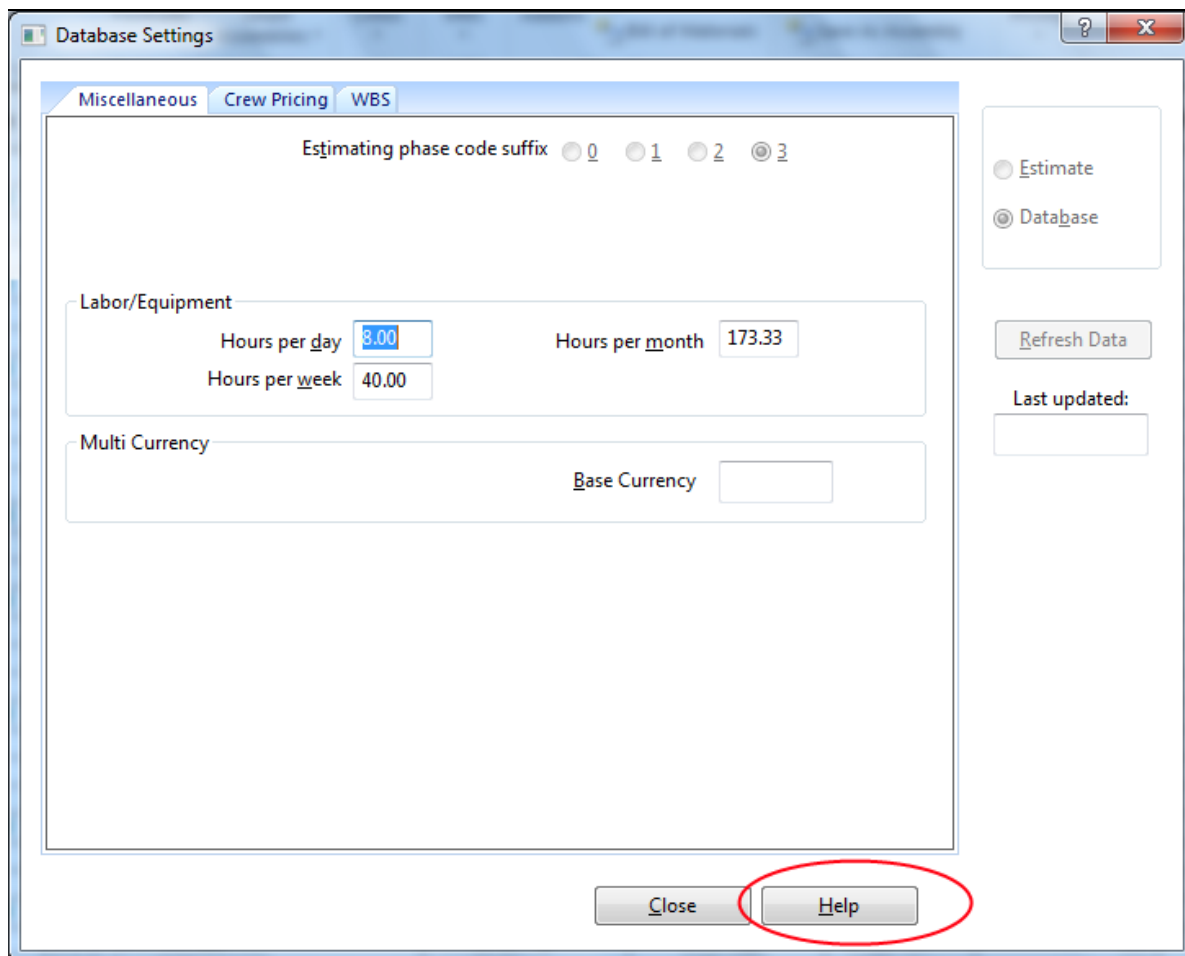 Database Settings
Miscellaneous Crew Pricing WBS
Estimating phase code suffix 0 1 2 3
Estimate
Database
Labor/Equipment
Hours per day 8.00 Hours per month 173.33
Refresh Data
Hours per week 40.00
Last updated:
Multi Currency
Base Currency
Close Help